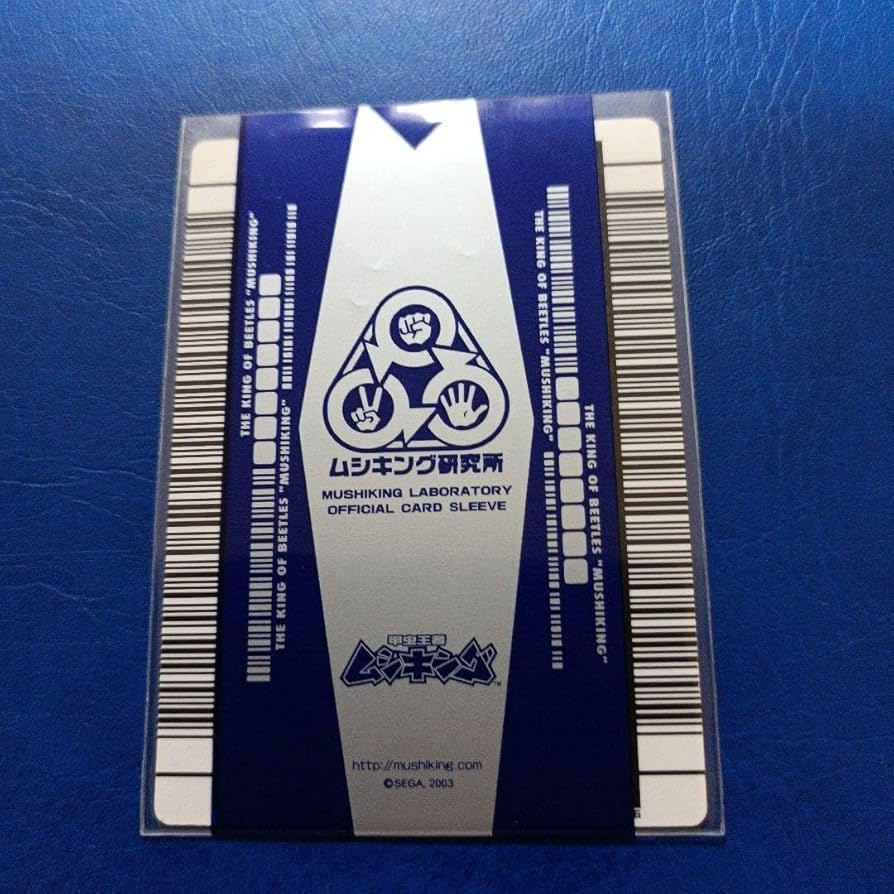 THE KING OF BEETLES "MUSHIKING"
THE KING OF BEETLES "MUSHIKING"
THE KING OF BEETLES "MUSHIKING"
THE KING OF BEETLES "MUSHIKING"
ムシキング研究所
MUSHIKING LABORATORY
OFFICIAL CARD SLEEVE
甲虫王者
ムシキング™
http://mushiking.com
©SEGA, 2003